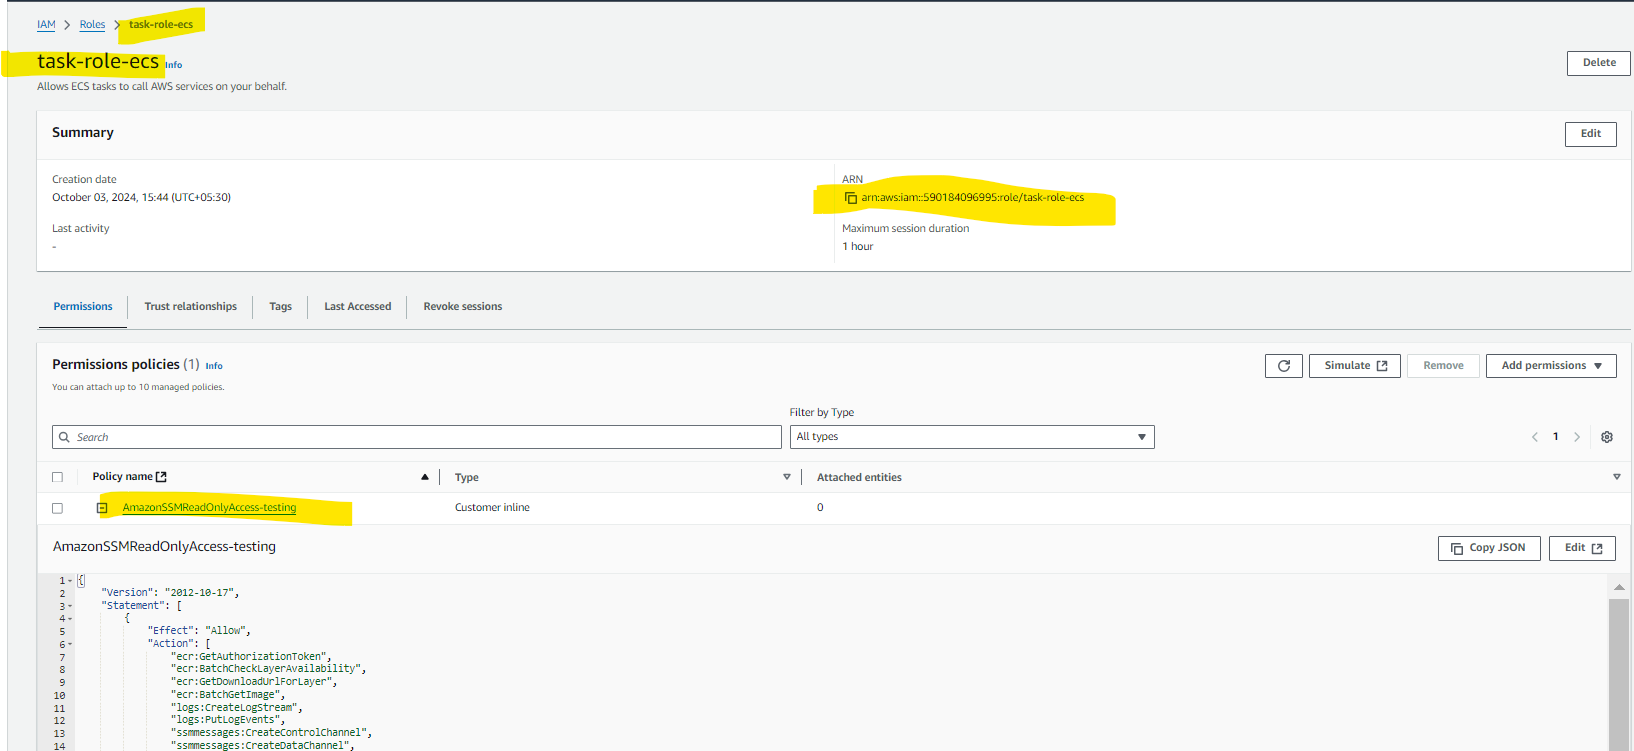 IAM > Roles > task-role-ecs
task-role-ecs Info
Delete
Allows ECS tasks to call AWS services on your behalf.
Summary
Edit
Creation date
October 03, 2024, 15:44 (UTC+05:30)
ARN
arn:aws:iam::590184096995:role/task-role-ecs
Last activity
-
Maximum session duration
1 hour
Permissions
Trust relationships
Tags
Last Accessed
Revoke sessions
Permissions policies (1) Info
You can attach up to 10 managed policies.
Simulate
Remove
Add permissions
Filter by Type
Search
All types
1
Policy name
Type
Attached entities
AmazonSSMReadOnlyAccess-testing
Customer inline
0
AmazonSSMReadOnlyAccess-testing
Copy JSON
Edit
1 {
2 "Version": "2012-10-17",
3 "Statement": [
4 {
5 "Effect": "Allow",
6 "Action": [
7 "ecr:GetAuthorizationToken",
8 "ecr:BatchCheckLayerAvailability",
9 "ecr:GetDownloadUrlForLayer",
10 "ecr:BatchGetImage",
11 "logs:CreateLogStream",
12 "logs:PutLogEvents",
13 "ssmmessages:CreateControlChannel",
14 "ssmmessages:CreateDataChannel",